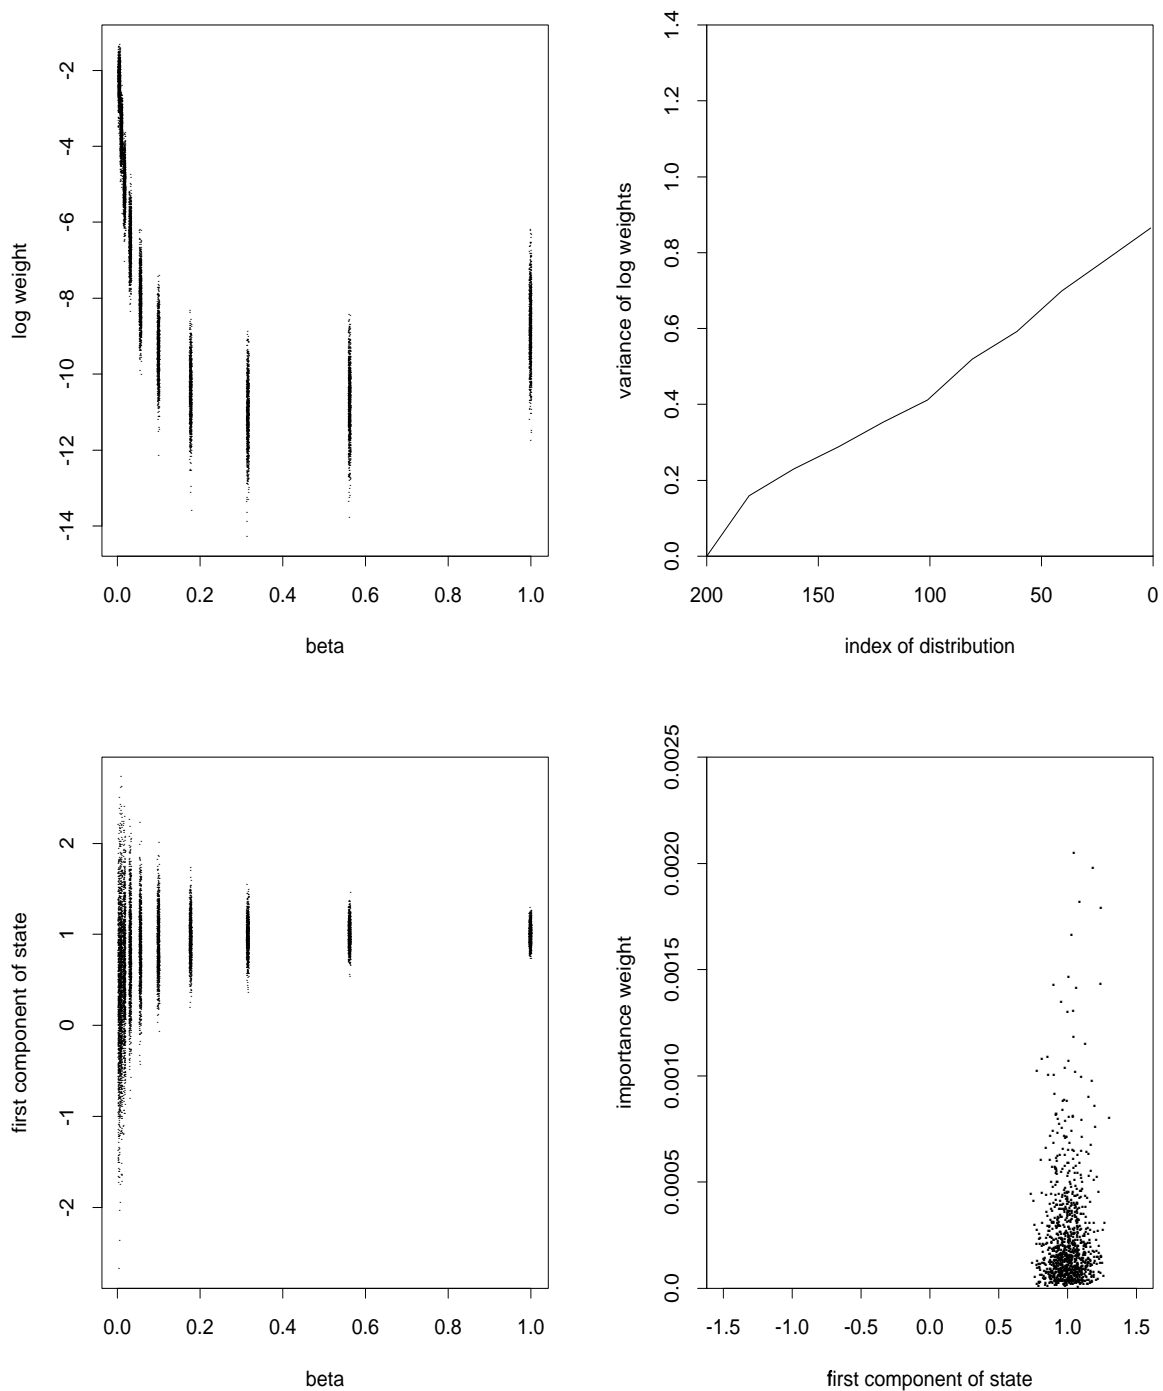 log weight
-2
-4
-6
-8
-10
-12
-14
0.0 0.2 0.4 0.6 0.8 1.0
beta
variance of log weights
1.4
1.2
1.0
0.8
0.6
0.4
0.2
0.0
200 150 100 50 0
index of distribution
first component of state
2
1
0
-1
-2
0.0 0.2 0.4 0.6 0.8 1.0
beta
importance weight
0.0025
0.0020
0.0015
0.0010
0.0005
0.0
-1.5 -1.0 -0.5 0.0 0.5 1.0 1.5
first component of state